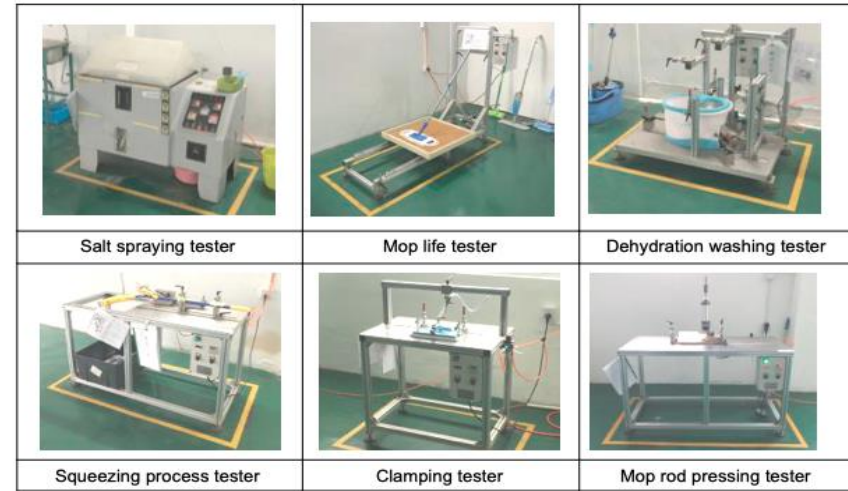 Salt spraying tester
Mop life tester
Dehydration washing tester
Squeezing process tester
Clamping tester
Mop rod pressing tester